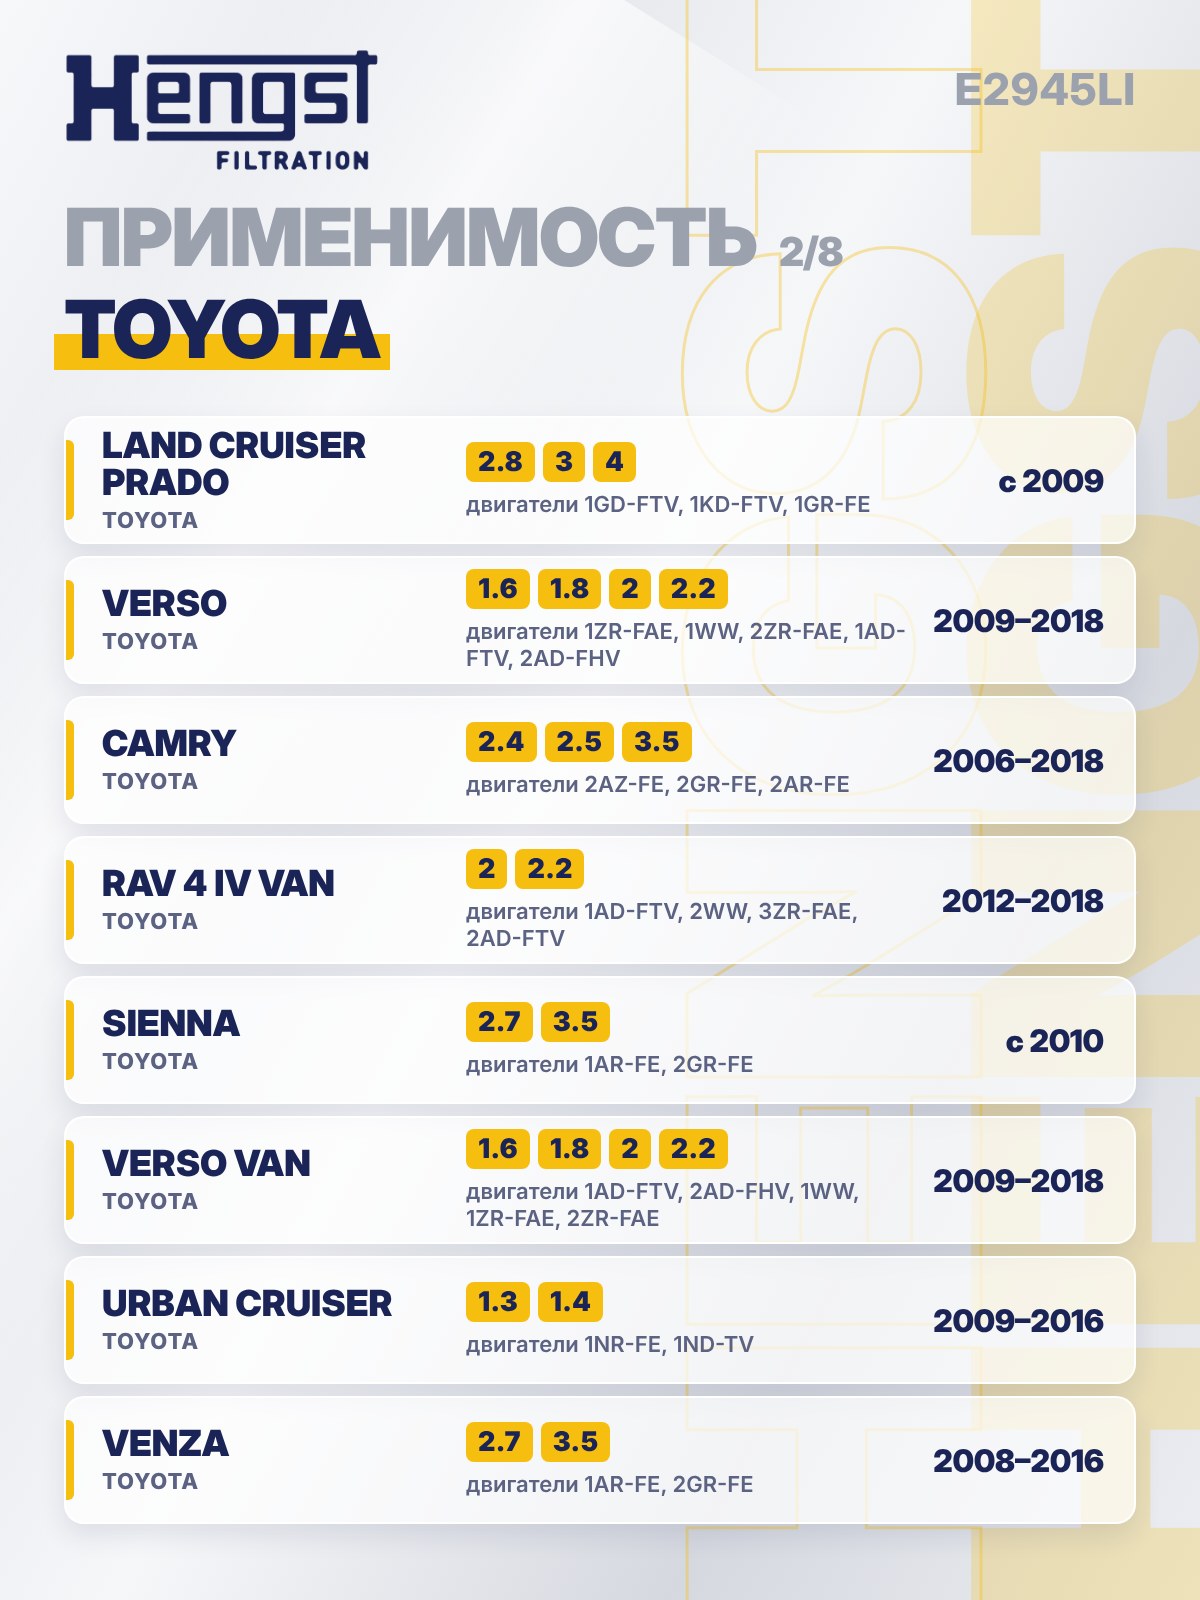 Hengst
FILTRATION
E2945LI
ПРИМЕНИМОСТЬ 2/8
TOYOTA
LAND CRUISER
PRADO
TOYOTA
2.8 3 4
двигатели 1GD-FTV, 1KD-FTV, 1GR-FE
с 2009
VERSO
TOYOTA
1.6 1.8 2 2.2
двигатели 1ZR-FAE, 1WW, 2ZR-FAE, 1AD-
FTV, 2AD-FHV
2009–2018
CAMRY
TOYOTA
2.4 2.5 3.5
двигатели 2AZ-FE, 2GR-FE, 2AR-FE
2006–2018
RAV 4 IV VAN
TOYOTA
2 2.2
двигатели 1AD-FTV, 2WW, 3ZR-FAE,
2AD-FTV
2012–2018
SIENNA
TOYOTA
2.7 3.5
двигатели 1AR-FE, 2GR-FE
с 2010
VERSO VAN
TOYOTA
1.6 1.8 2 2.2
двигатели 1AD-FTV, 2AD-FHV, 1WW,
1ZR-FAE, 2ZR-FAE
2009–2018
URBAN CRUISER
TOYOTA
1.3 1.4
двигатели 1NR-FE, 1ND-TV
2009–2016
VENZA
TOYOTA
2.7 3.5
двигатели 1AR-FE, 2GR-FE
2008–2016
HENGST
HENGST